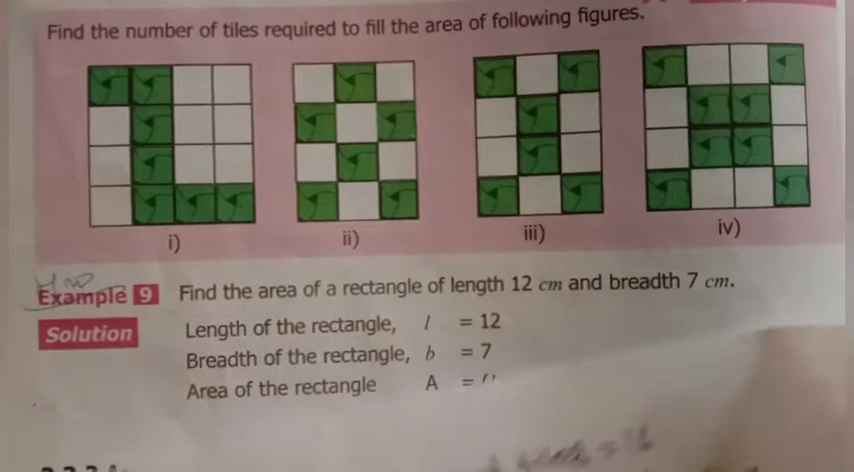 Find the number of tiles required to fill the area of following figures.
i) ii) iii) iv)
Example 9 Find the area of a rectangle of length 12 cm and breadth 7 cm.
Solution Length of the rectangle, l = 12
Breadth of the rectangle, b = 7
Area of the rectangle A =